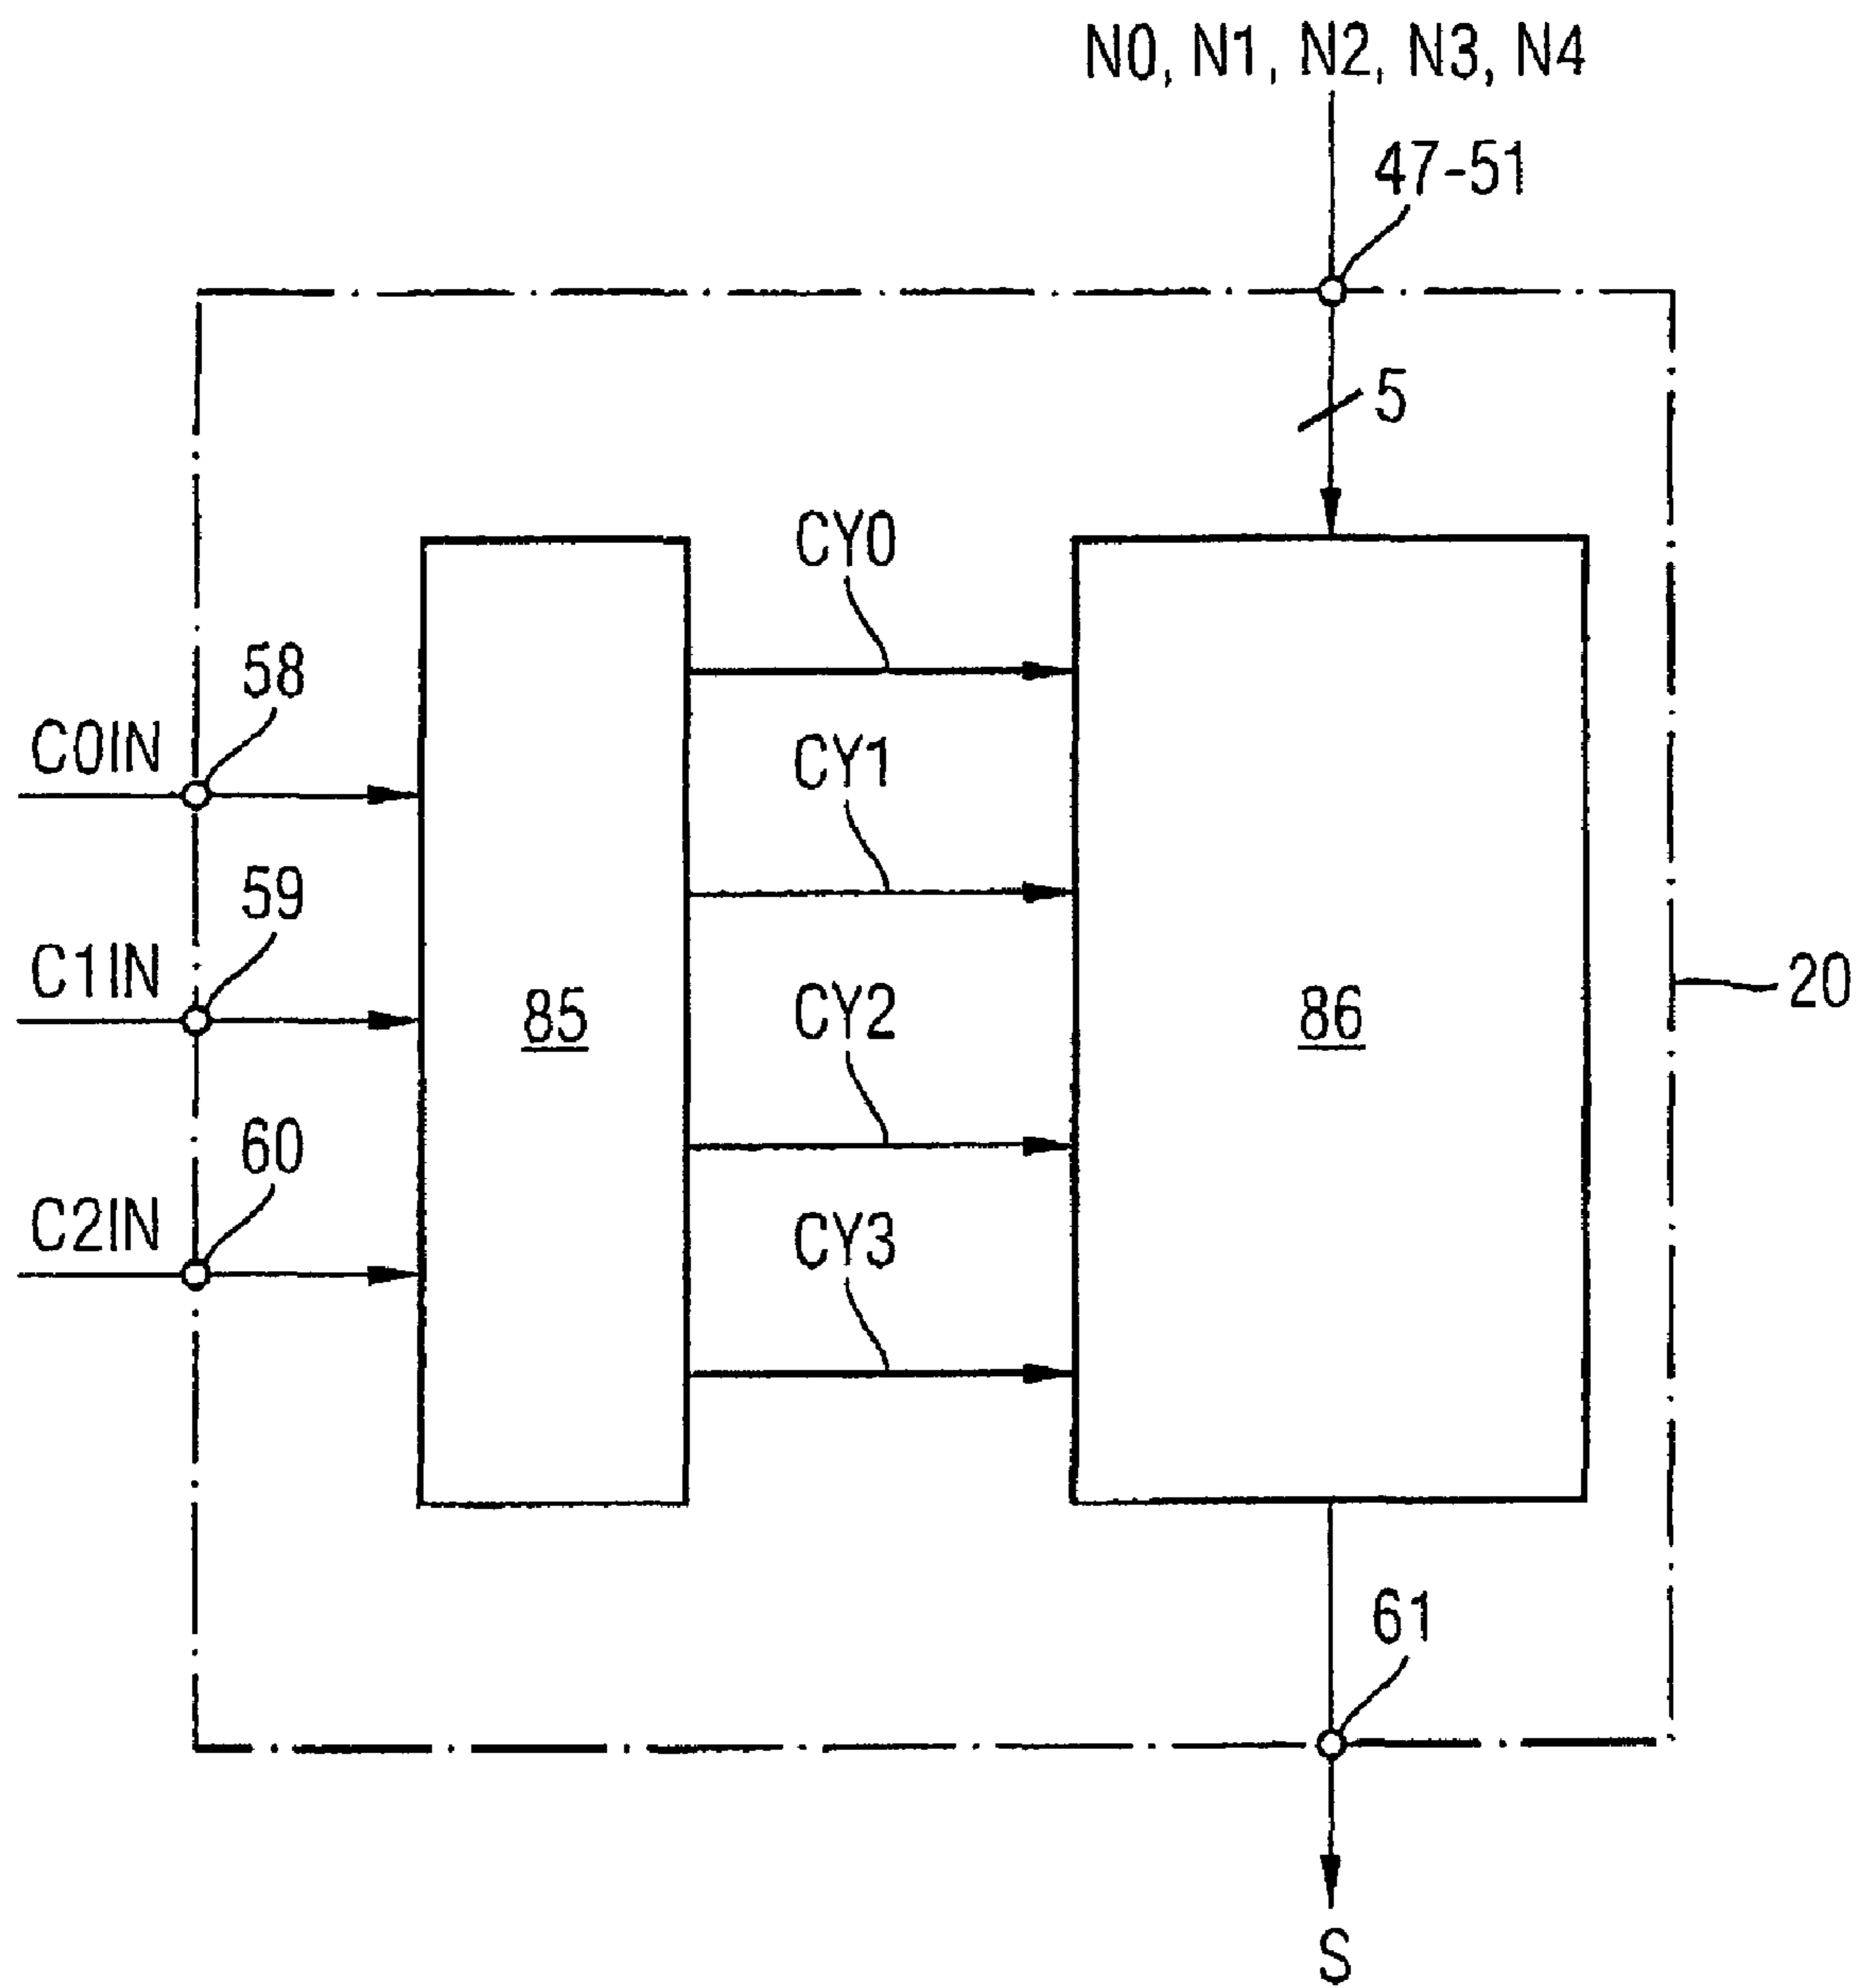 N0, N1, N2, N3, N4
47-51
5
CY0
58
C0IN
CY1
59
C1IN
85
CY2
86
20
60
C2IN
CY3
61
S